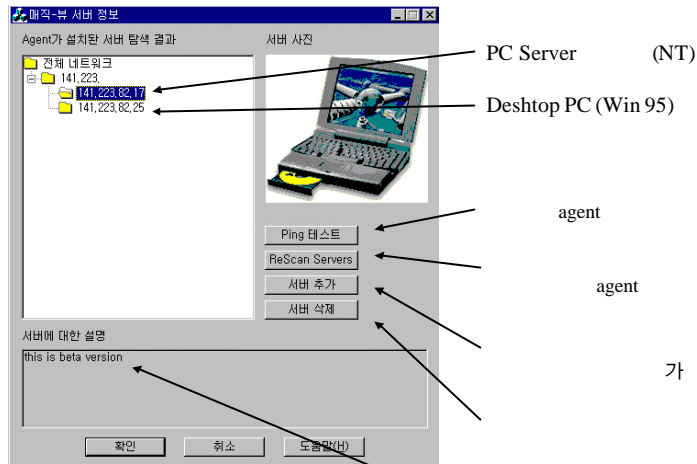 매직-뷰 서버 정보
Agent가 설치된 서버 탐색 결과
서버 사진
전체 네트워크
141,223,
141,223,82,17
141,223,82,25
PC Server (NT)
Deshtop PC (Win 95)
Ping 테스트
ReScan Servers
서버 추가
서버 삭제
agent
agent
가
서버에 대한 설명
this is beta version
확인
취소
도움말(H)